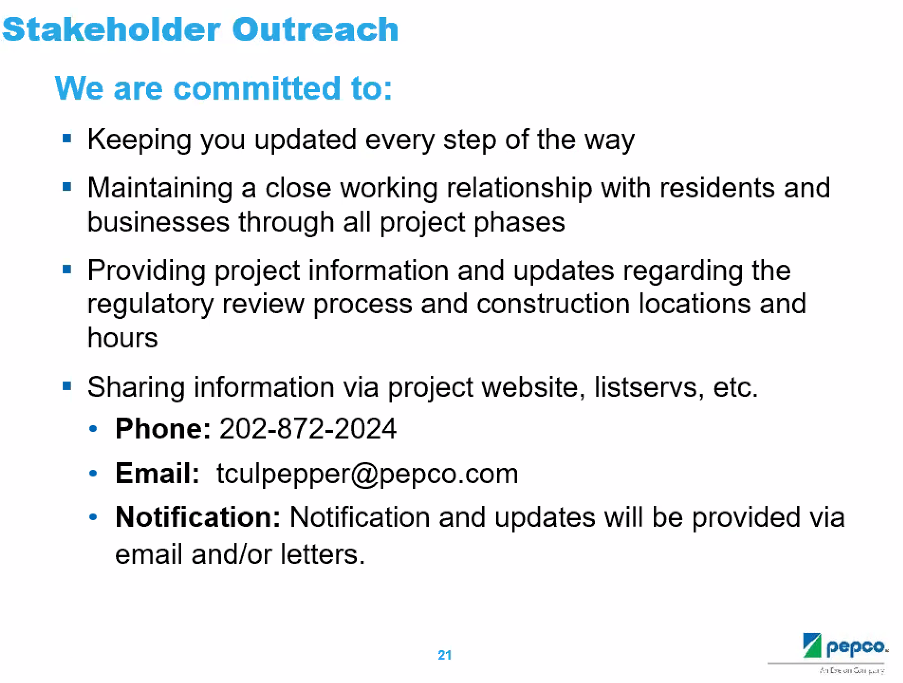 Stakeholder Outreach
We are committed to:
▪ Keeping you updated every step of the way
▪ Maintaining a close working relationship with residents and
businesses through all project phases
▪ Providing project information and updates regarding the
regulatory review process and construction locations and
hours
▪ Sharing information via project website, listservs, etc.
• Phone: 202-872-2024
• Email: tculpepper@pepco.com
• Notification: Notification and updates will be provided via
email and/or letters.
21
pepco
An Exelon Company